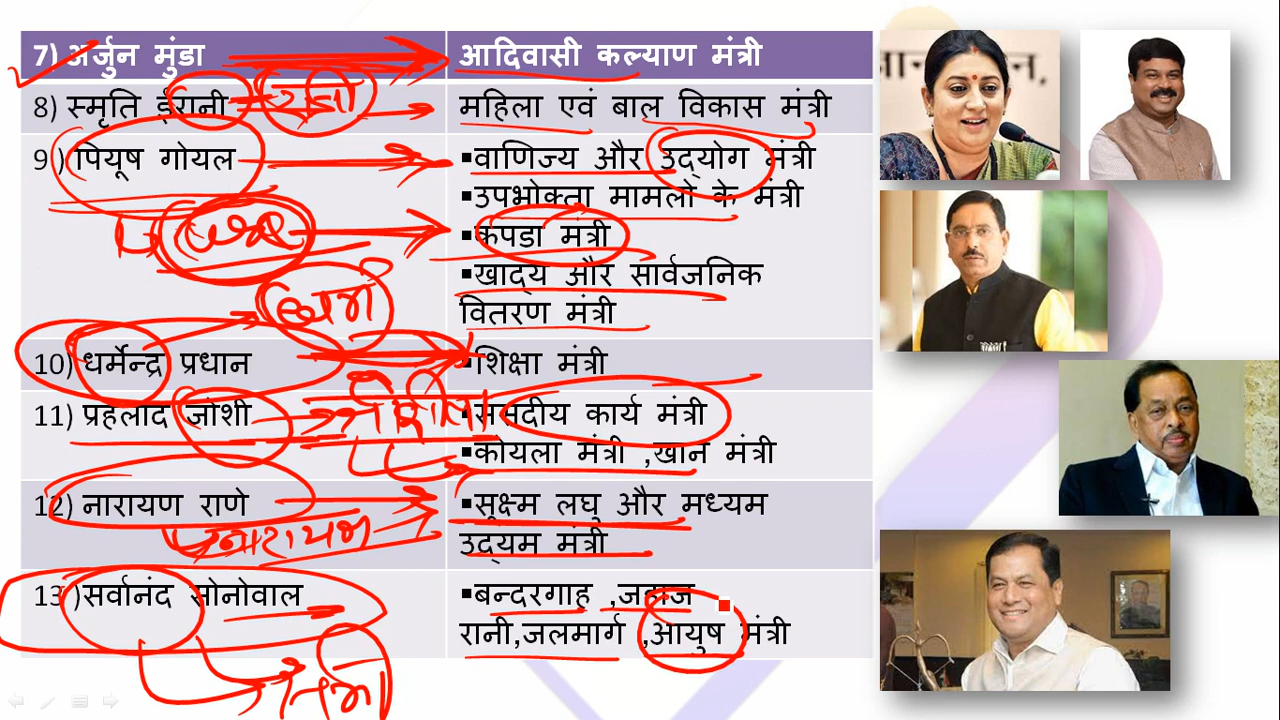 7) अर्जुन मुंडा आदिवासी कल्याण मंत्री
8) स्मृति ईरानी महिला एवं बाल विकास मंत्री
9) पियूष गोयल ▪वाणिज्य और उद्योग मंत्री
▪उपभोक्ता मामलो के मंत्री
▪कपडा मंत्री
▪खाद्य और सार्वजनिक
वितरण मंत्री
10) धर्मेन्द्र प्रधान ▪शिक्षा मंत्री
11) प्रहलाद जोशी ▪संसदीय कार्य मंत्री
▪कोयला मंत्री ,खान मंत्री
12) नारायण राणे ▪सूक्ष्म लघु और मध्यम
उद्यम मंत्री
नारायण
13 )सर्वानंद सोनोवाल ▪बन्दरगाह ,जहाज
रानी,जलमार्ग ,आयुष मंत्री